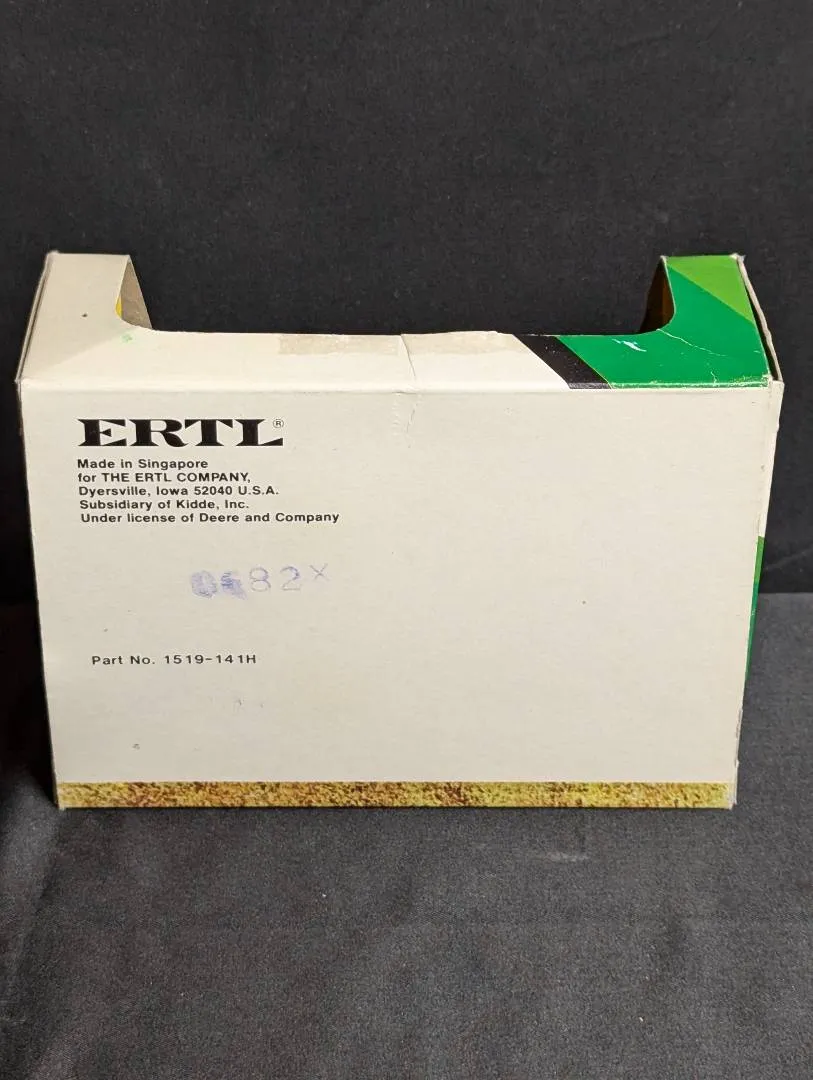 ERTL®
Made in Singapore
for THE ERTL COMPANY,
Dyersville, Iowa 52040 U.S.A.
Subsidiary of Kidde, Inc.
Under license of Deere and Company
Part No. 1519-141H